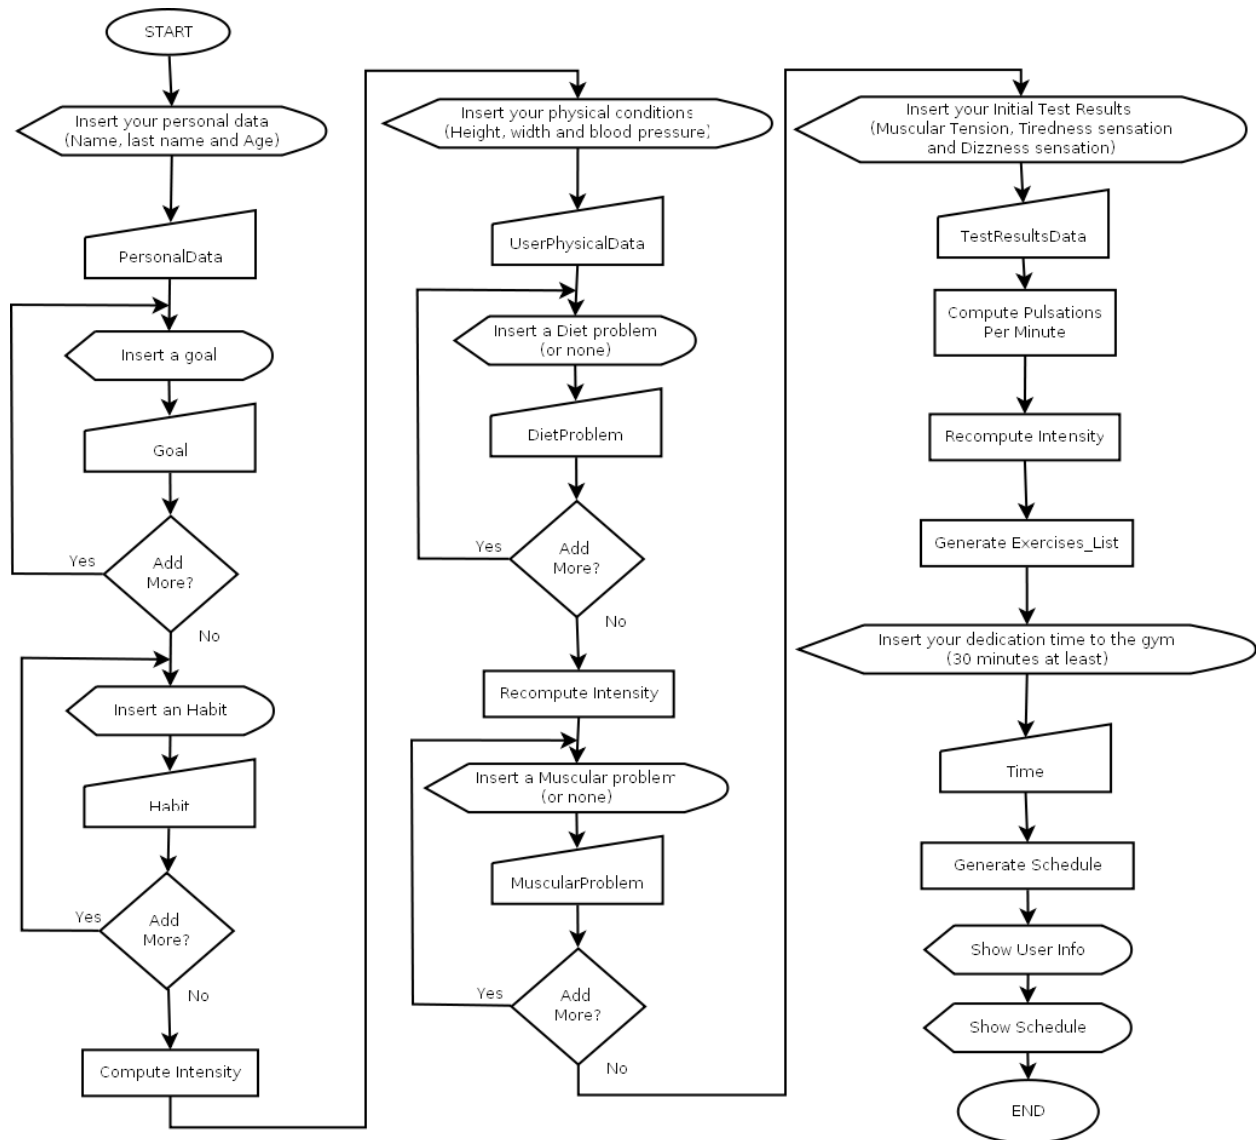 START
Insert your personal data
(Name, last name and Age)
PersonalData
Insert a goal
Goal
Add
More?
Yes
No
Insert an Habit
Habit
Add
More?
Yes
No
Compute Intensity
Insert your physical conditions
(Height, width and blood pressure)
UserPhysicalData
Insert a Diet problem
(or none)
DietProblem
Add
More?
Yes
No
Recompute Intensity
Insert a Muscular problem
(or none)
MuscularProblem
Add
More?
Yes
No
Insert your Initial Test Results
(Muscular Tension, Tiredness sensation
and Dizzness sensation)
TestResultsData
Compute Pulsations
Per Minute
Recompute Intensity
Generate Exercises_List
Insert your dedication time to the gym
(30 minutes at least)
Time
Generate Schedule
Show User Info
Show Schedule
END